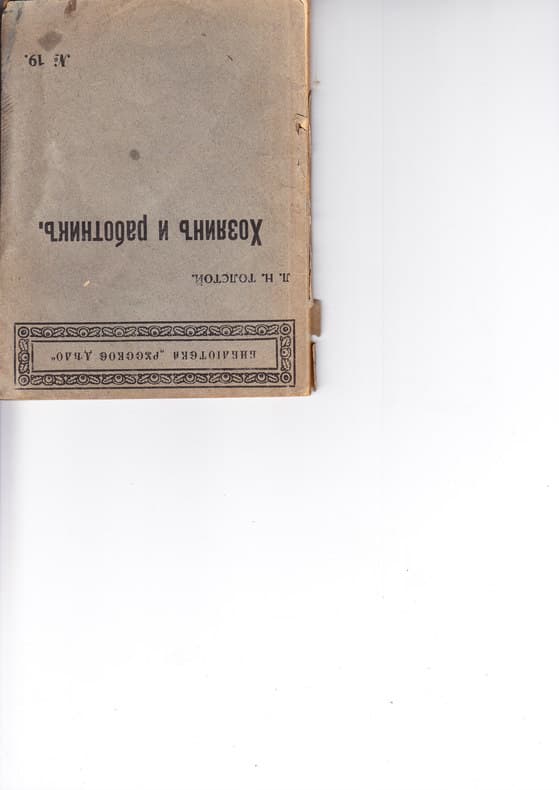 БИБЛІОТЕКА „РУССКОЕ ДѢЛО"
Л. Н. ТОЛСТОЙ.
Хозяинъ и работникъ.
№ 19.